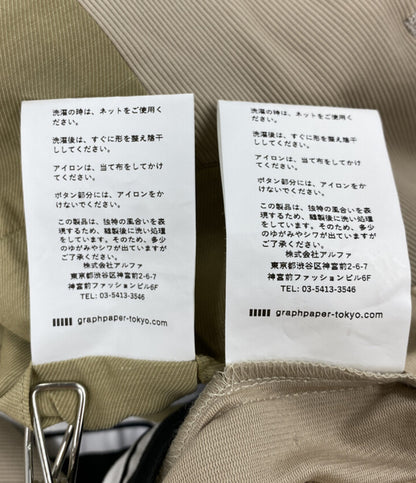 洗濯の時は、ネットをご使用く
ださい。
洗濯後は、すぐに形を整え陰干
ししてください。
アイロンは、当て布をしてかけ
てください。
ボタン部分には、アイロンをか
けないでください。
この製品は、独特の風合いを表
現するため、縫製後に洗い処理
をしています。そのため、多少
のゆがみやシワが出ていますが
ご了承ください。
株式会社アルファ
東京都渋谷区神宮前2-6-7
神宮前ファッションビル6F
TEL: 03-5413-3546
graphpaper-tokyo.com
洗濯の時は、ネットをご使用く
ださい。
洗濯後は、すぐに形を整え陰干
ししてください。
アイロンは、当て布をしてかけ
てください。
ボタン部分には、アイロンをか
けないでください。
この製品は、独特の風合いを表
現するため、縫製後に洗い処理
をしています。そのため、多少
のゆがみやシワが出ていますが
ご了承ください。
株式会社アルファ
東京都渋谷区神宮前2-6-7
神宮前ファッションビル6F
TEL: 03-5413-3546
graphpaper-tokyo.com